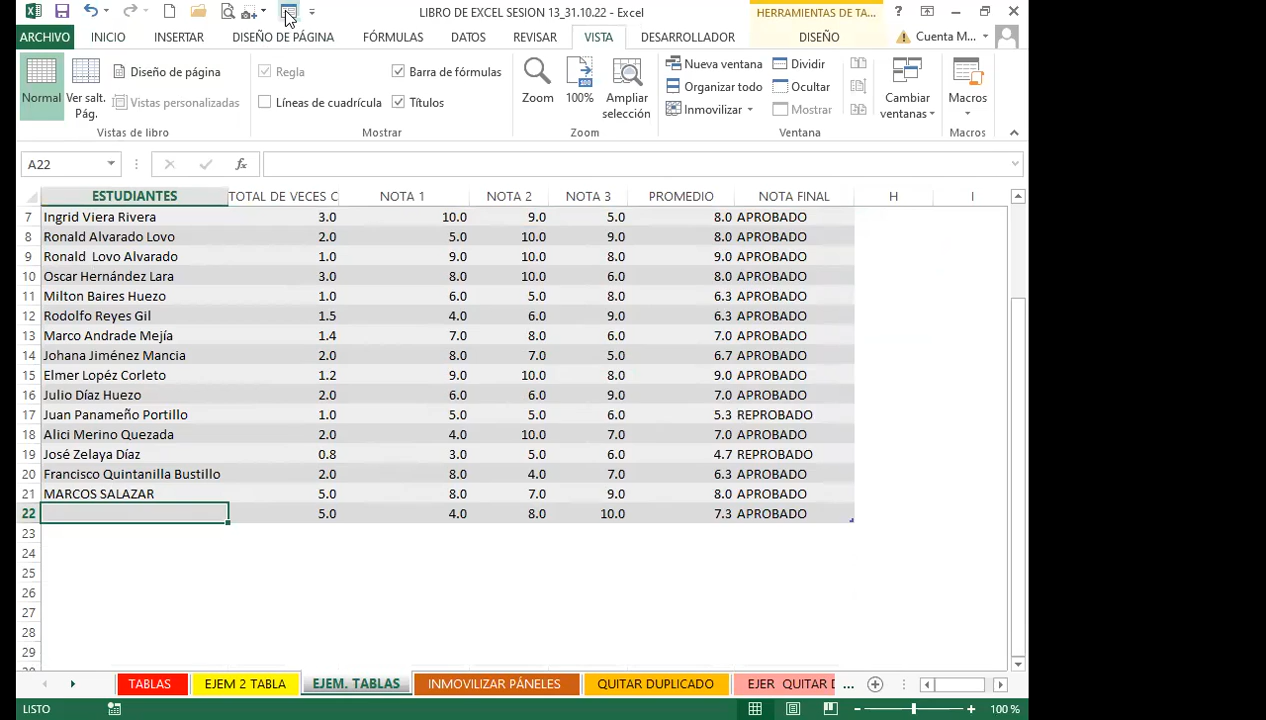 LIBRO DE EXCEL SESION 13_31.10.22 - Excel
HERRAMIENTAS DE TA...
ARCHIVO INICIO INSERTAR DISEÑO DE PÁGINA FÓRMULAS DATOS REVISAR VISTA DESARROLLADOR DISEÑO Cuenta M...
Normal
Ver salt. Pág.
Diseño de página
Vistas personalizadas
Vistas de libro
Regla
Barra de fórmulas
Líneas de cuadrícula
Títulos
Mostrar
Zoom
100%
Ampliar selección
Zoom
Nueva ventana
Organizar todo
Inmovilizar
Dividir
Ocultar
Mostrar
Cambiar ventanas
Ventana
Macros
Macros
A22
fx
ESTUDIANTES TOTAL DE VECES C NOTA 1 NOTA 2 NOTA 3 PROMEDIO NOTA FINAL H I
7 Ingrid Viera Rivera 3.0 10.0 9.0 5.0 8.0 APROBADO
8 Ronald Alvarado Lovo 2.0 5.0 10.0 9.0 8.0 APROBADO
9 Ronald  Lovo Alvarado 1.0 9.0 10.0 8.0 9.0 APROBADO
10 Oscar Hernández Lara 3.0 8.0 10.0 6.0 8.0 APROBADO
11 Milton Baires Huezo 1.0 6.0 5.0 8.0 6.3 APROBADO
12 Rodolfo Reyes Gil 1.5 4.0 6.0 9.0 6.3 APROBADO
13 Marco Andrade Mejía 1.4 7.0 8.0 6.0 7.0 APROBADO
14 Johana Jiménez Mancia 2.0 8.0 7.0 5.0 6.7 APROBADO
15 Elmer Lopéz Corleto 1.2 9.0 10.0 8.0 9.0 APROBADO
16 Julio Díaz Huezo 2.0 6.0 6.0 9.0 7.0 APROBADO
17 Juan Panameño Portillo 1.0 5.0 5.0 6.0 5.3 REPROBADO
18 Alici Merino Quezada 2.0 4.0 10.0 7.0 7.0 APROBADO
19 José Zelaya Díaz 0.8 3.0 5.0 6.0 4.7 REPROBADO
20 Francisco Quintanilla Bustillo 2.0 8.0 4.0 7.0 6.3 APROBADO
21 MARCOS SALAZAR 5.0 8.0 7.0 9.0 8.0 APROBADO
22 5.0 4.0 8.0 10.0 7.3 APROBADO
23
24
25
26
27
28
29
TABLAS EJEM 2 TABLA EJEM. TABLAS INMOVILIZAR PÁNELES QUITAR DUPLICADO EJER QUITAR D ...
LISTO 100 %